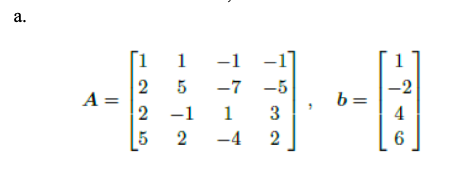 a.
A = [1 1 -1 -1; 2 5 -7 -5; 2 -1 1 3; 5 2 -4 2], b = [1; -2; 4; 6]